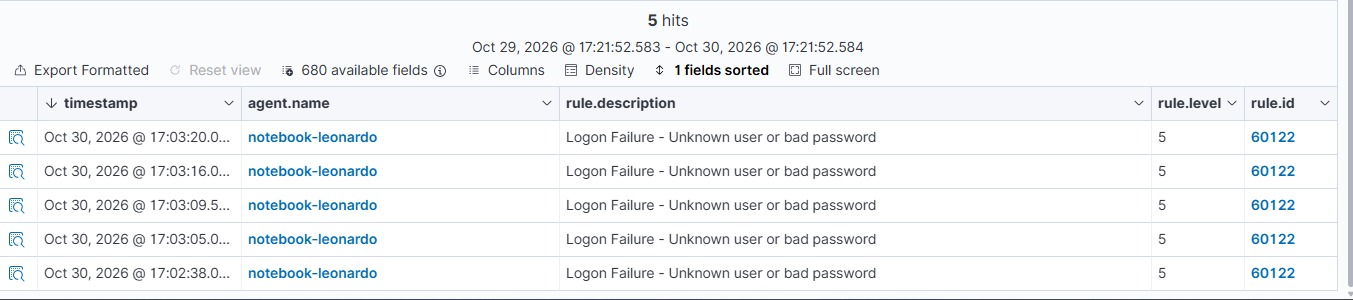 5 hits
Oct 29, 2026 @ 17:21:52.583 - Oct 30, 2026 @ 17:21:52.584
Export Formatted Reset view 680 available fields Columns Density 1 fields sorted Full screen
timestamp agent.name rule.description rule.level rule.id
Oct 30, 2026 @ 17:03:20.0... notebook-leonardo Logon Failure - Unknown user or bad password 5 60122
Oct 30, 2026 @ 17:03:16.0... notebook-leonardo Logon Failure - Unknown user or bad password 5 60122
Oct 30, 2026 @ 17:03:09.5... notebook-leonardo Logon Failure - Unknown user or bad password 5 60122
Oct 30, 2026 @ 17:03:05.0... notebook-leonardo Logon Failure - Unknown user or bad password 5 60122
Oct 30, 2026 @ 17:02:38.0... notebook-leonardo Logon Failure - Unknown user or bad password 5 60122